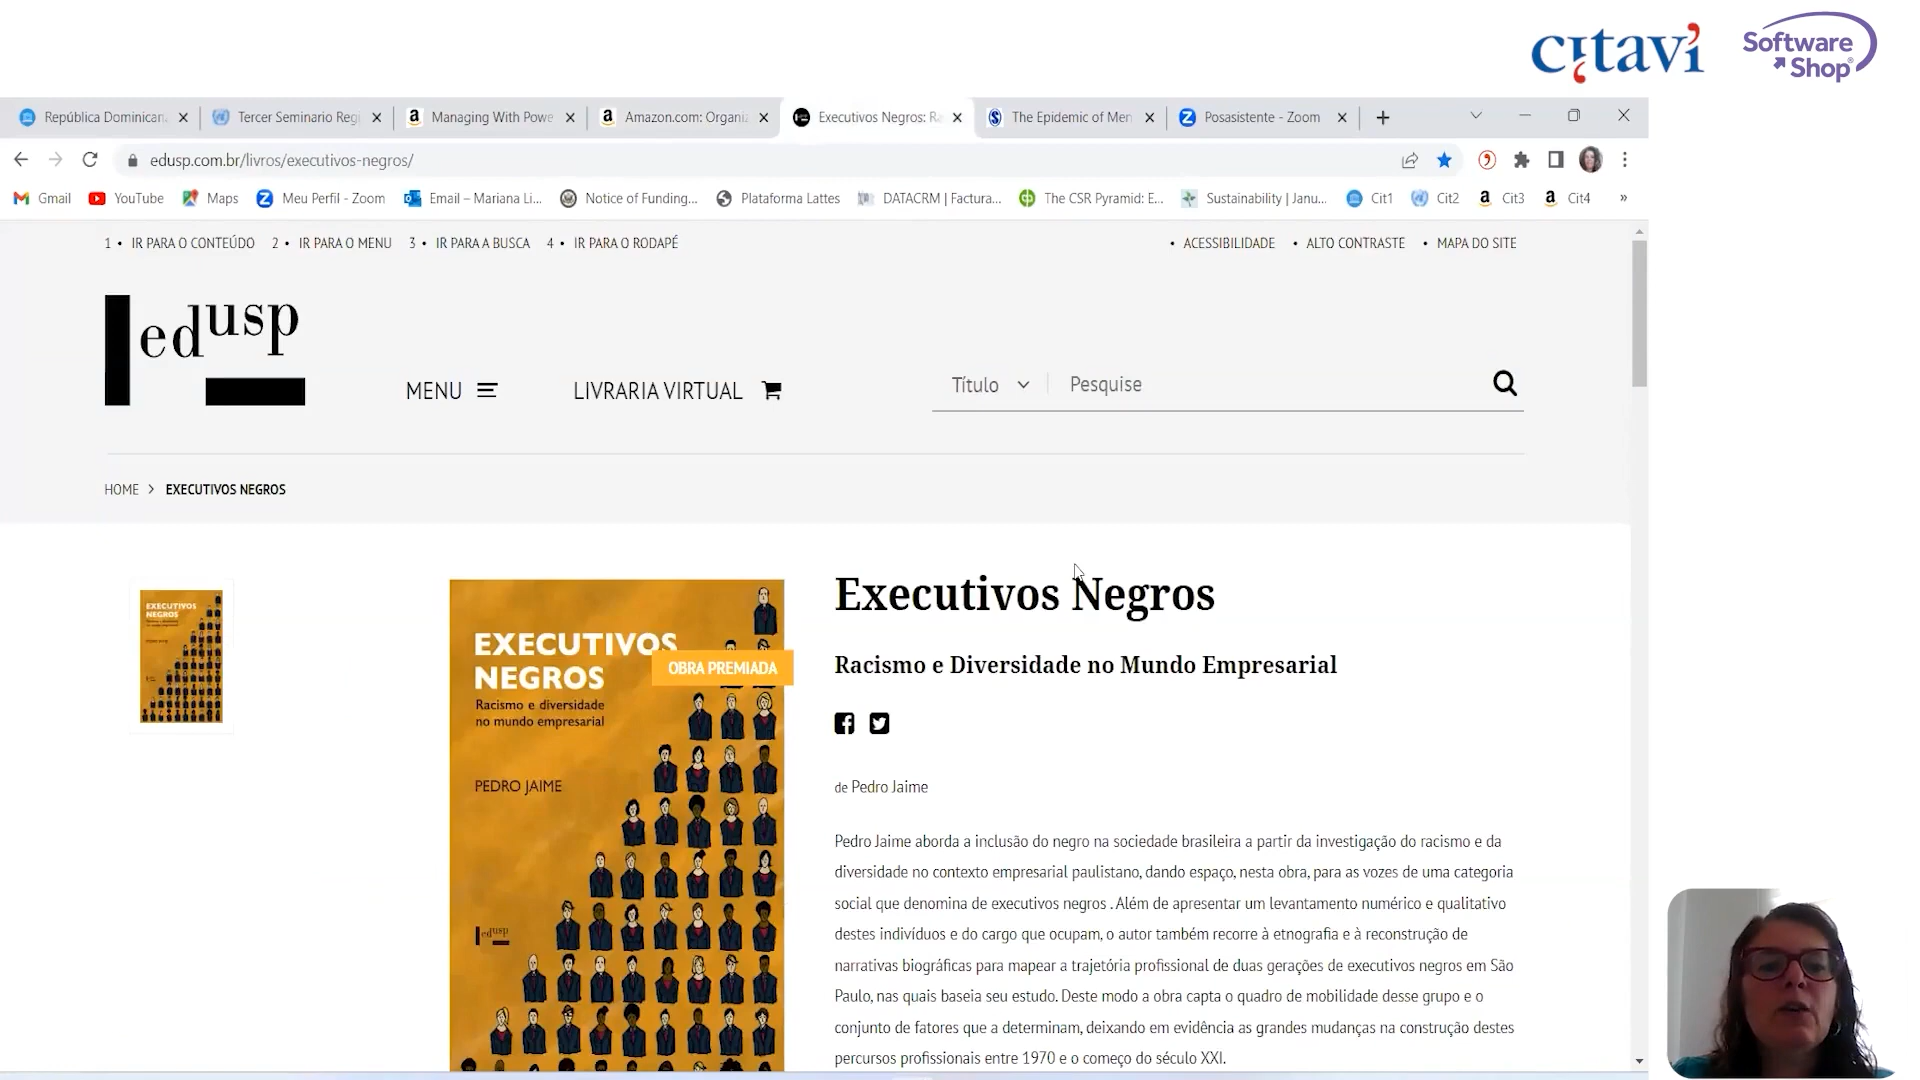 citavi
Software
Shop
República Dominican
Tercer Seminario Regi
Managing With Powe
Amazon.com: Organiz
Executivos Negros: Ra
The Epidemic of Men
Posasistente - Zoom
edusp.com.br/livros/executivos-negros/
Gmail
YouTube
Maps
Meu Perfil - Zoom
Email – Mariana Li...
Notice of Funding...
Plataforma Lattes
DATACRM | Factura...
The CSR Pyramid: E...
Sustainability | Janu...
Cit1
Cit2
Cit3
Cit4
»
1 • IR PARA O CONTEÚDO 2 • IR PARA O MENU 3 • IR PARA A BUSCA 4 • IR PARA O RODAPÉ
• ACESSIBILIDADE • ALTO CONTRASTE • MAPA DO SITE
edusp
MENU
LIVRARIA VIRTUAL
Título
Pesquise
HOME > EXECUTIVOS NEGROS
EXECUTIVOS
NEGROS
EXECUTIVOS
NEGROS
OBRA PREMIADA
Racismo e diversidade
no mundo empresarial
PEDRO JAIME
edusp
Executivos Negros
Racismo e Diversidade no Mundo Empresarial
de Pedro Jaime
Pedro Jaime aborda a inclusão do negro na sociedade brasileira a partir da investigação do racismo e da
diversidade no contexto empresarial paulistano, dando espaço, nesta obra, para as vozes de uma categoria
social que denomina de executivos negros . Além de apresentar um levantamento numérico e qualitativo
destes indivíduos e do cargo que ocupam, o autor também recorre à etnografia e à reconstrução de
narrativas biográficas para mapear a trajetória profissional de duas gerações de executivos negros em São
Paulo, nas quais baseia seu estudo. Deste modo a obra capta o quadro de mobilidade desse grupo e o
conjunto de fatores que a determinam, deixando em evidência as grandes mudanças na construção destes
percursos profissionais entre 1970 e o começo do século XXI.